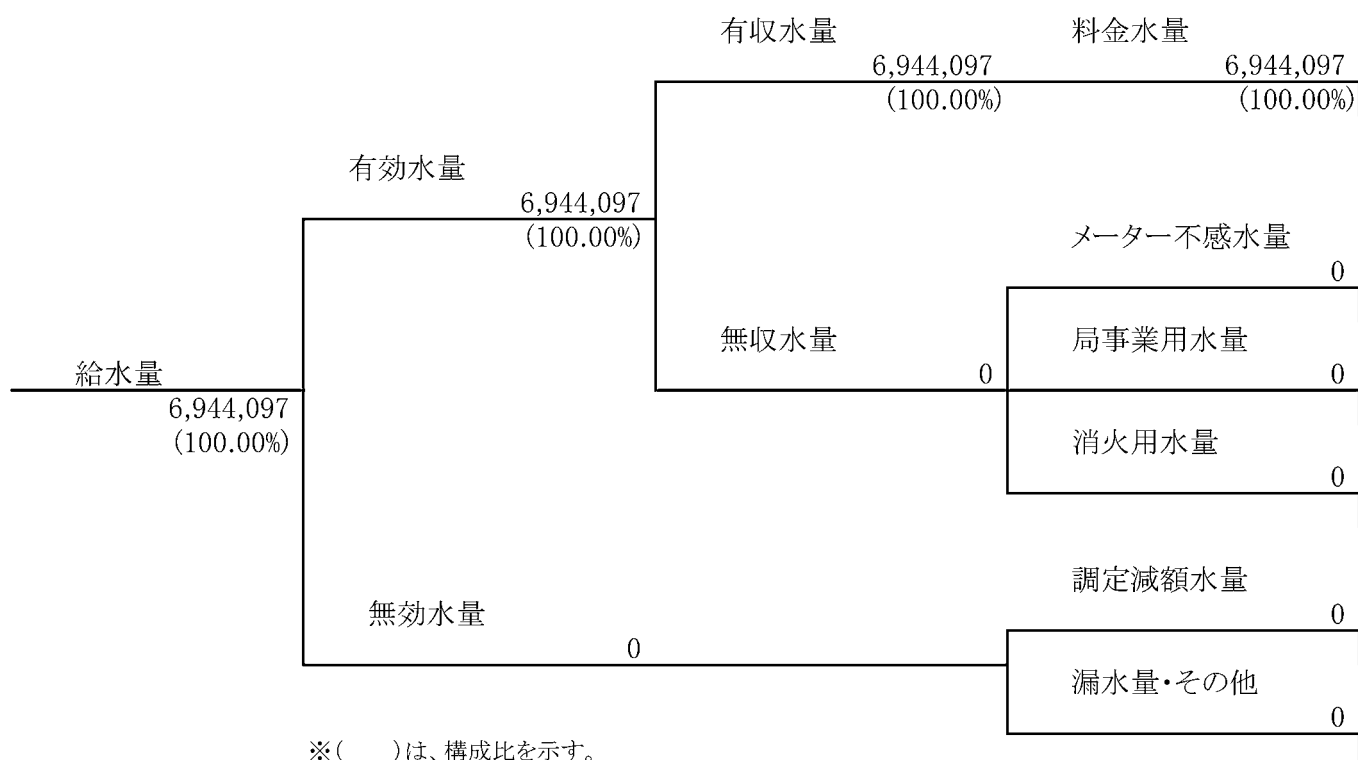 有収水量 料金水量
6,944,097 6,944,097
(100.00%) (100.00%)
有効水量
6,944,097
(100.00%)
メーター不感水量
0
無収水量 局事業用水量
0 0
給水量
6,944,097
(100.00%)
消火用水量
0
調定減額水量
0
無効水量
0
漏水量・その他
0
※(　　)は、構成比を示す。